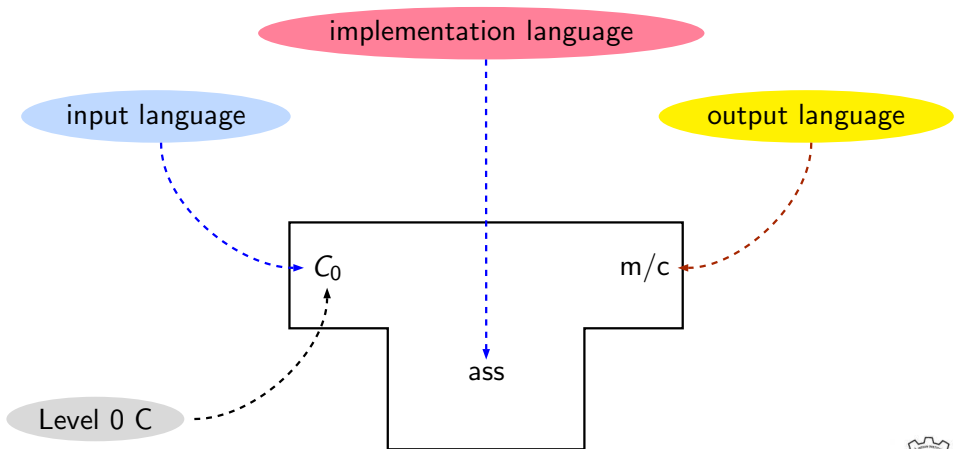 implementation language
input language
output language
C₀
m/c
ass
Level 0 C